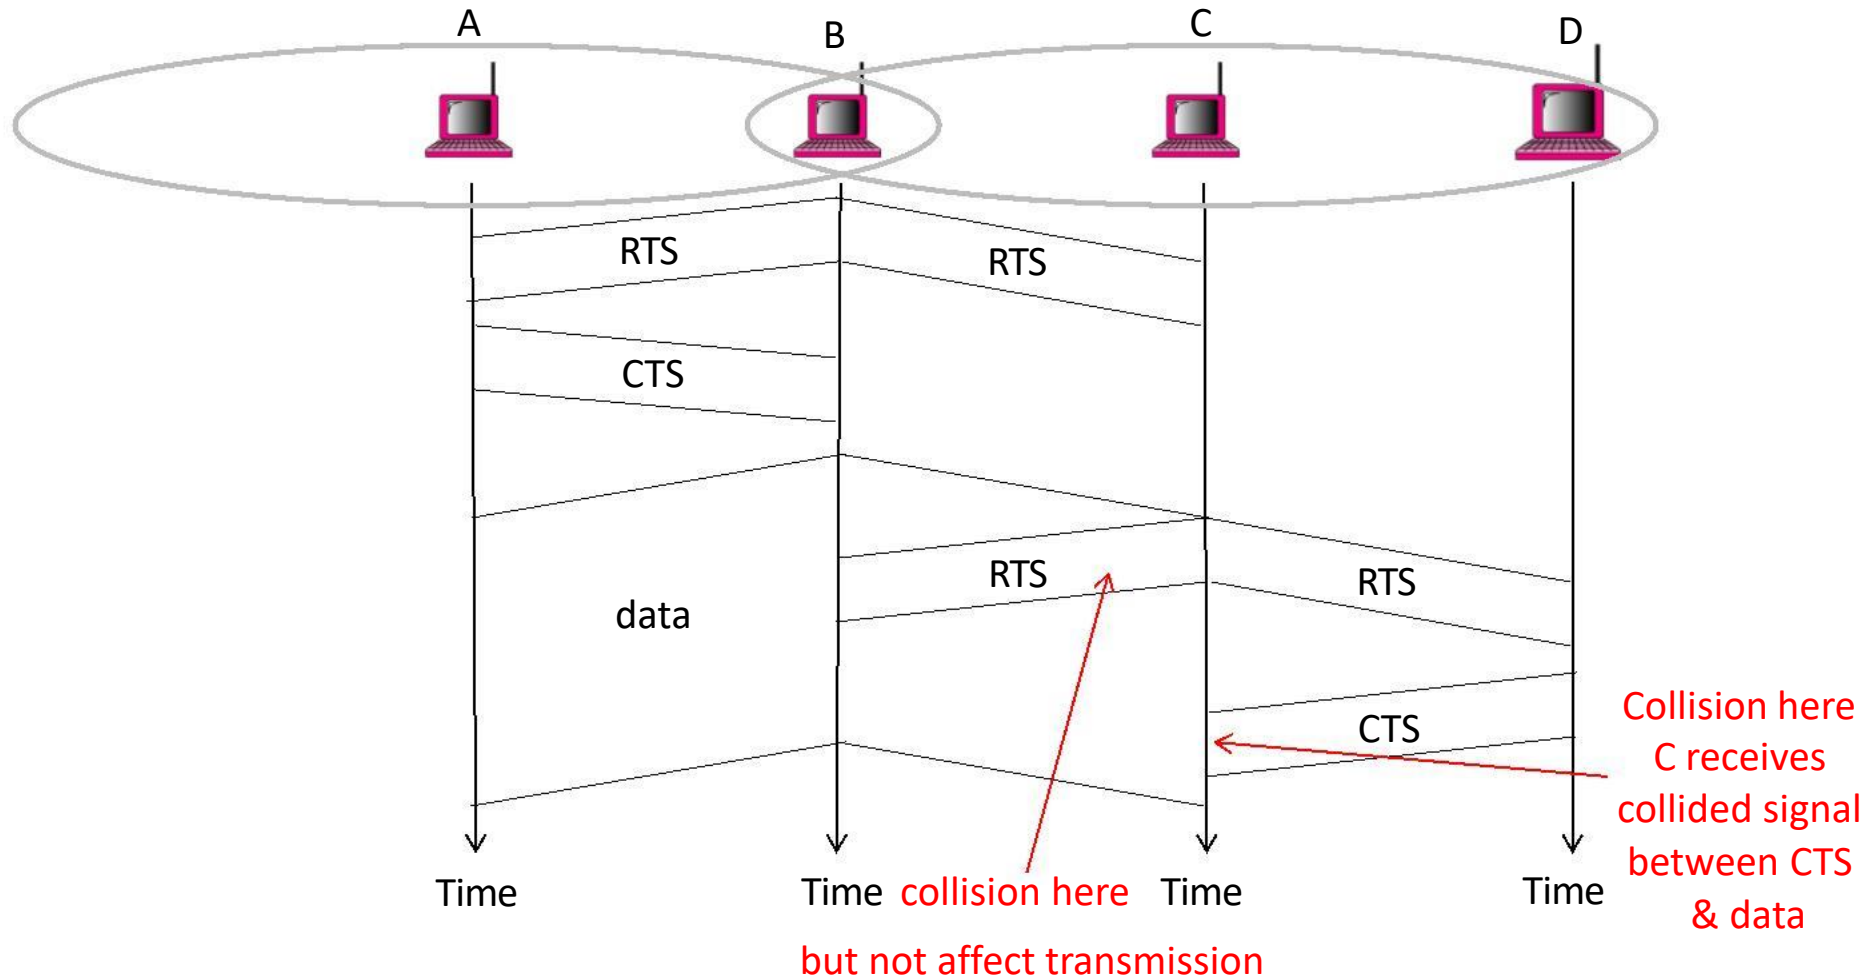 A
B
C
D
RTS
RTS
CTS
RTS
RTS
data
CTS
Collision here
C receives
collided signal
between CTS
& data
Time
Time
collision here
Time
Time
but not affect transmission